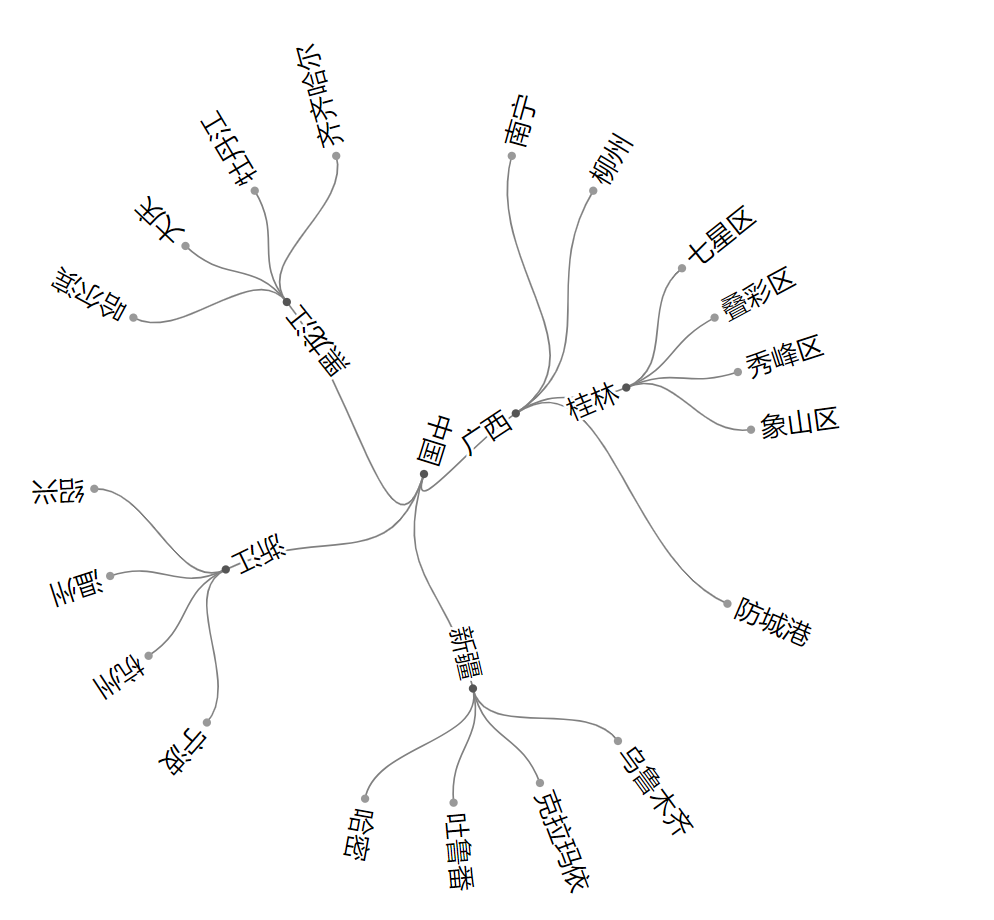 齐齐哈尔
牡丹江
大庆
哈尔滨
黑龙江
南宁
柳州
七星区
叠彩区
秀峰区
象山区
桂林
广西
中国
防城港
绍兴
温州
杭州
宁波
浙江
新疆
哈密
吐鲁番
克拉玛依
乌鲁木齐